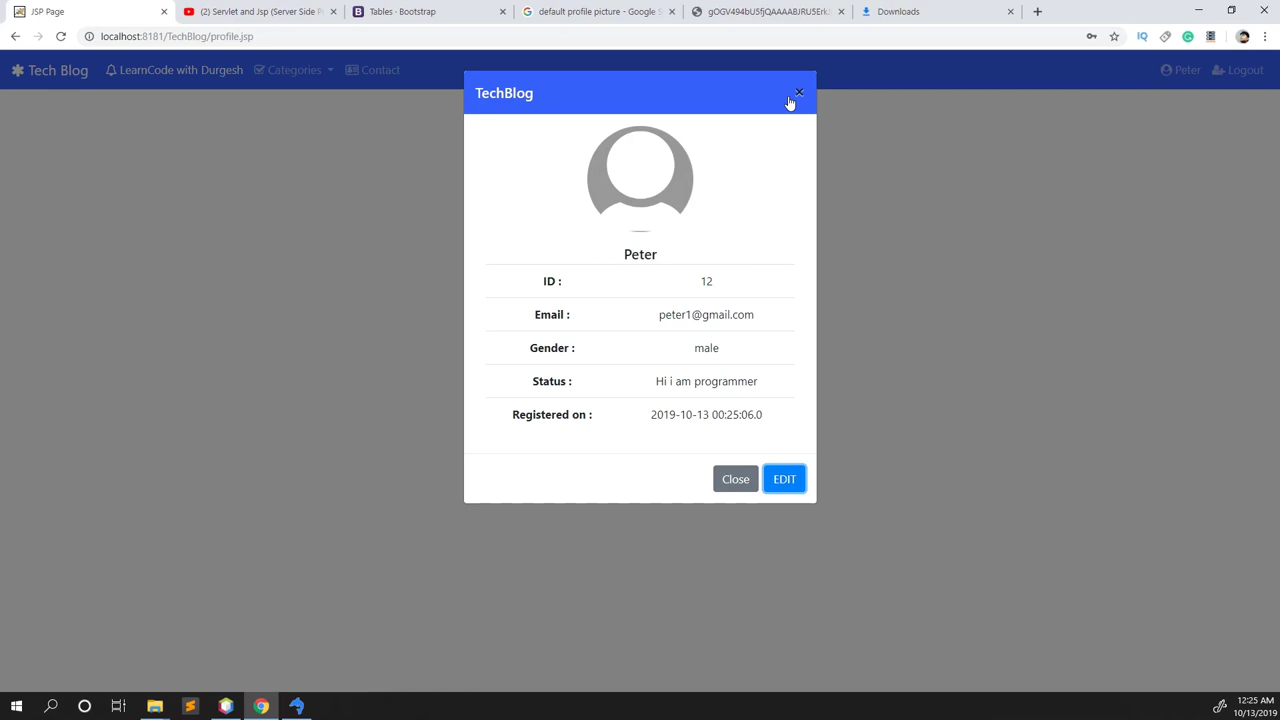 JSP Page
(2) Servlet and Jsp (Server Side P
Tables · Bootstrap
default profile picture - Google S
gOGV494bU5fjQAAAABJRU5ErkJ
Downloads
localhost:8181/TechBlog/profile.jsp
IQ
Tech Blog
LearnCode with Durgesh
Categories
Contact
Peter
Logout
TechBlog
×
Peter
ID : 12
Email : peter1@gmail.com
Gender : male
Status : Hi i am programmer
Registered on : 2019-10-13 00:25:06.0
Close
EDIT
12:25 AM
10/13/2019